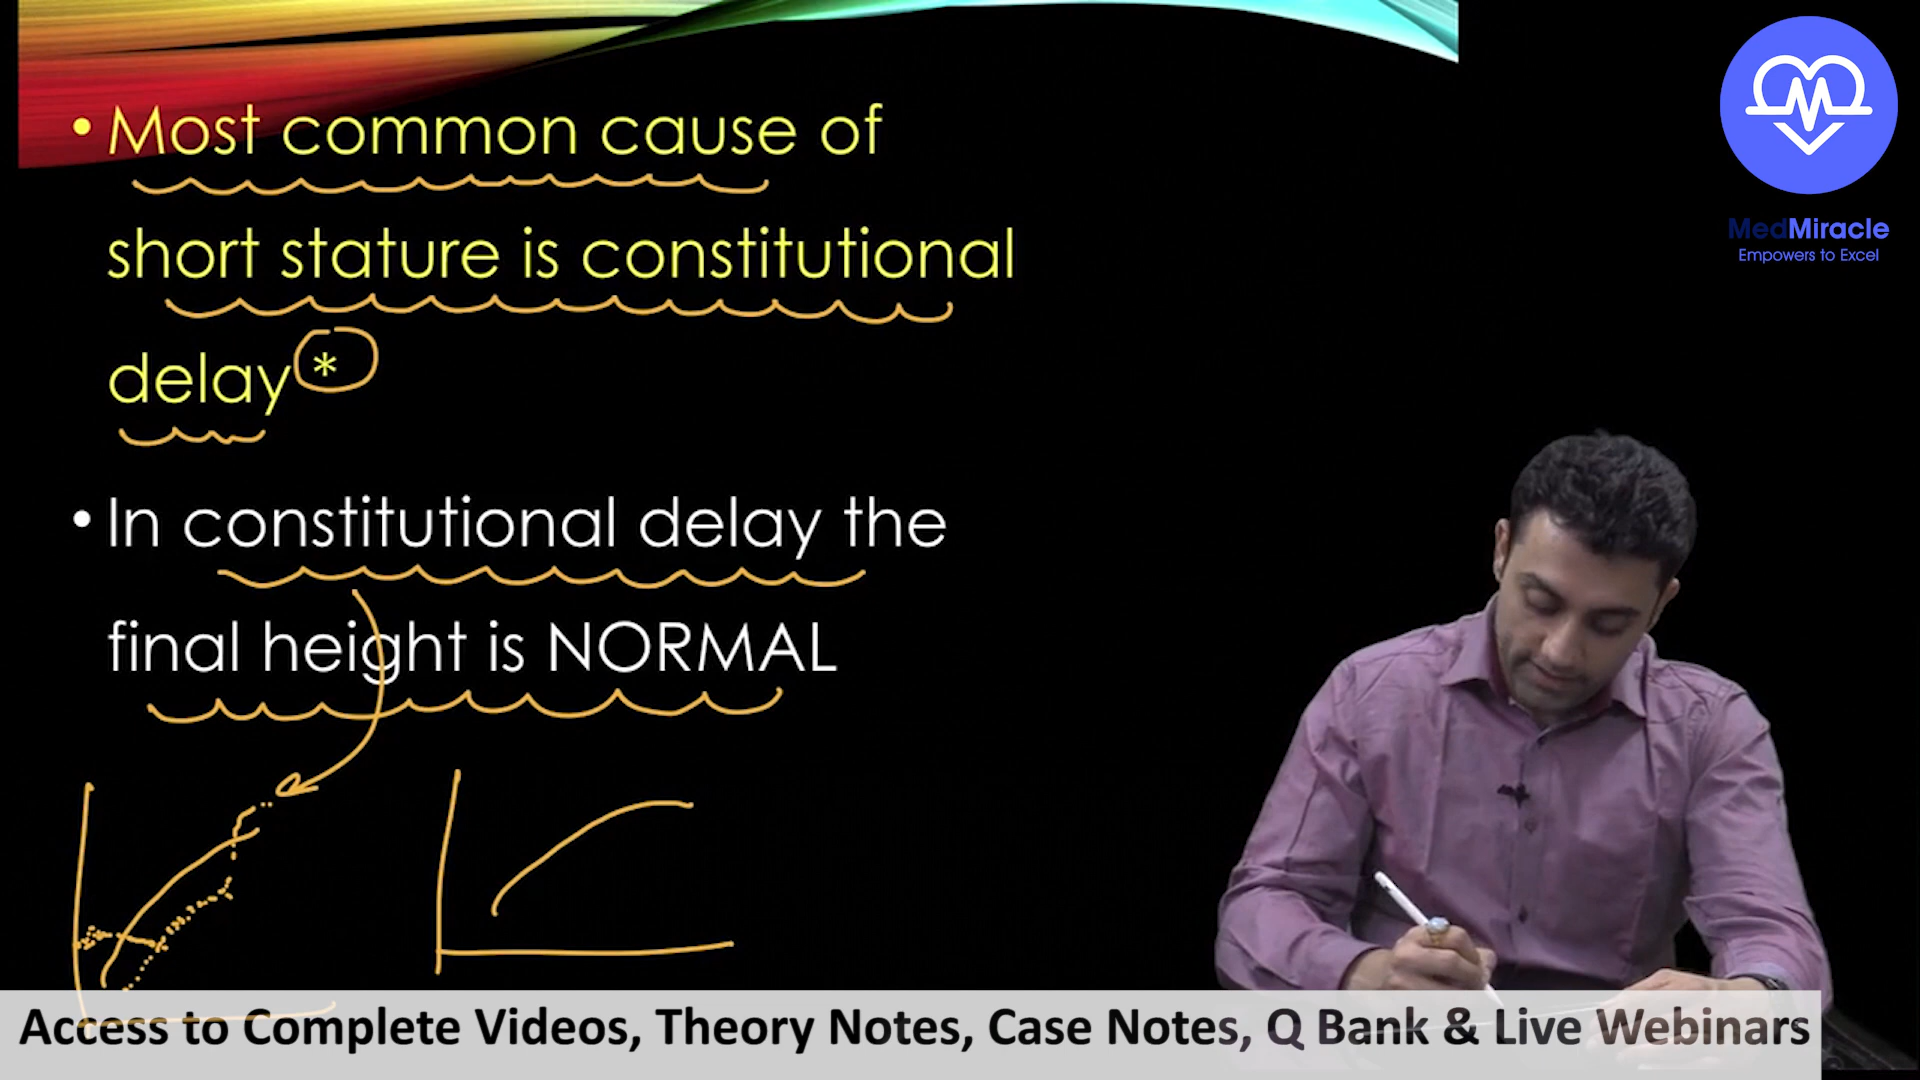 • Most common cause of
short stature is constitutional
delay *
• In constitutional delay the
final height is NORMAL
MedMiracle
Empowers to Excel
Access to Complete Videos, Theory Notes, Case Notes, Q Bank & Live Webinars